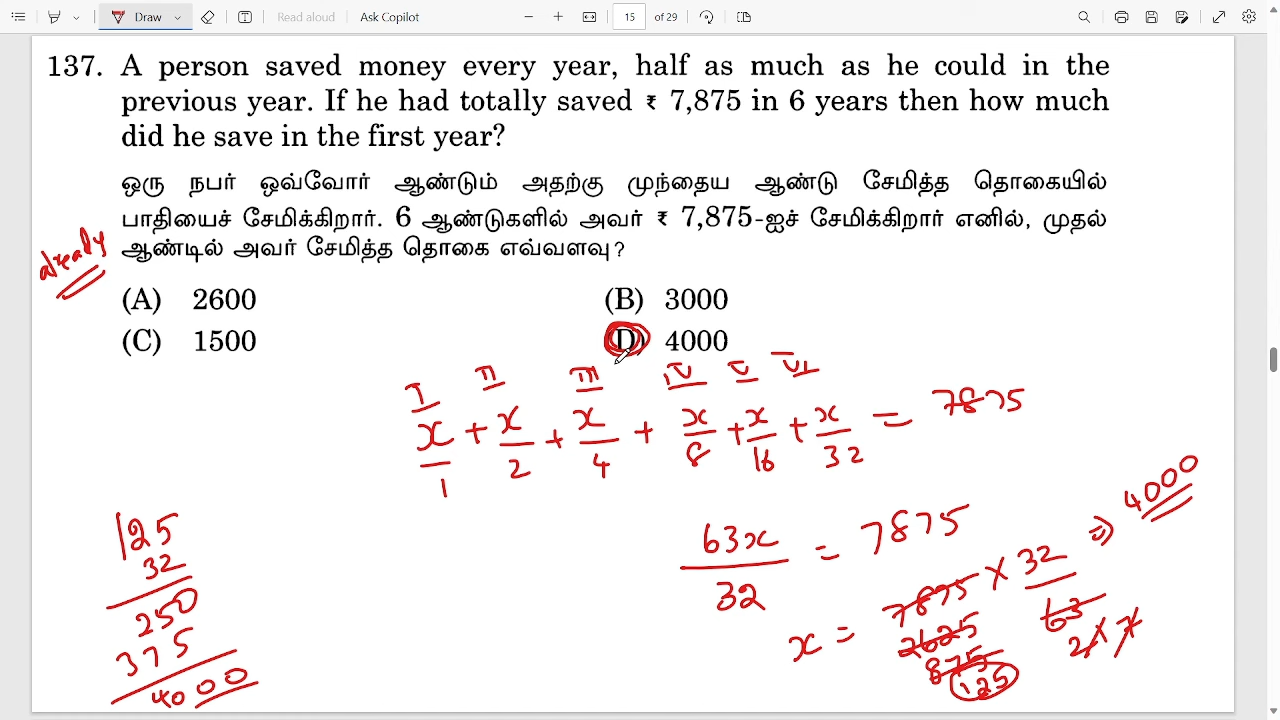 Draw
Read aloud
Ask Copilot
15
of 29
137. A person saved money every year, half as much as he could in the
previous year. If he had totally saved ₹ 7,875 in 6 years then how much
did he save in the first year?
ஒரு நபர் ஒவ்வோர் ஆண்டும் அதற்கு முந்தைய ஆண்டு சேமித்த தொகையில்
பாதியைச் சேமிக்கிறார். 6 ஆண்டுகளில் அவர் ₹ 7,875-ஐச் சேமிக்கிறார் எனில், முதல்
ஆண்டில் அவர் சேமித்த தொகை எவ்வளவு?
already
(A) 2600
(B) 3000
(C) 1500
(D) 4000
I II III IV V VI
x/1 + x/2 + x/4 + x/8 + x/16 + x/32 = 7875
63x/32 = 7875
x = 7875 × 32/63 ⇒ 4000
2625
875
125
125
32
250
375
4000